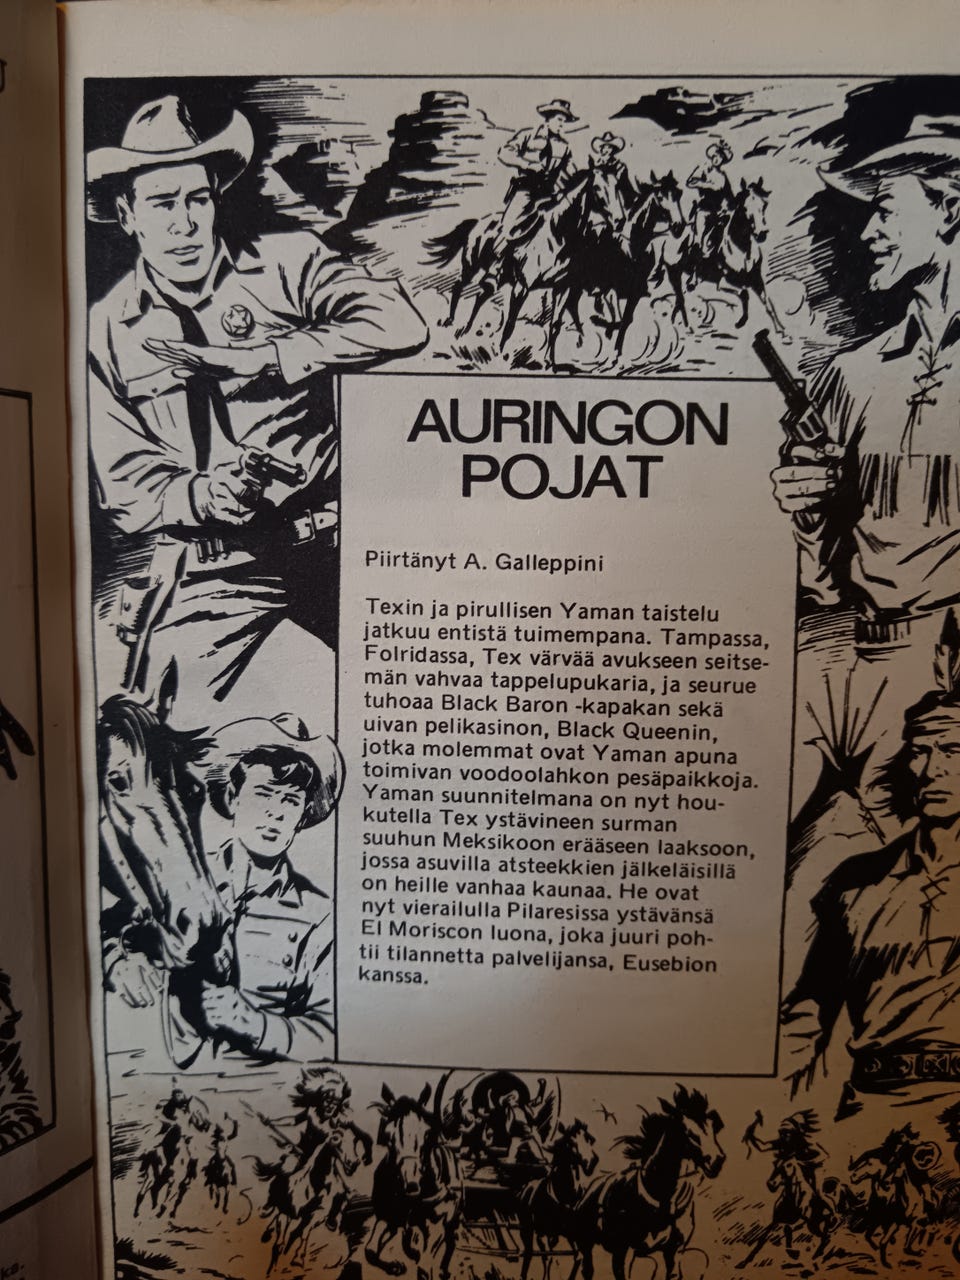 AURINGON
POJAT
Piirtänyt A. Galleppini
Texin ja pirullisen Yaman taistelu
jatkuu entistä tuimempana. Tampassa,
Folridassa, Tex värvää avukseen seitse-
män vahvaa tappelupukaria, ja seurue
tuhoaa Black Baron -kapakan sekä
uivan pelikasinon, Black Queenin,
jotka molemmat ovat Yaman apuna
toimivan voodoolahkon pesäpaikkoja.
Yaman suunnitelmana on nyt hou-
kutella Tex ystävineen surman
suuhun Meksikoon erääseen laaksoon,
jossa asuvilla atsteekkien jälkeläisillä
on heille vanhaa kaunaa. He ovat
nyt vierailulla Pilaresissa ystävänsä
El Moriscon luona, joka juuri poh-
tii tilannetta palvelijansa, Eusebion
kanssa.